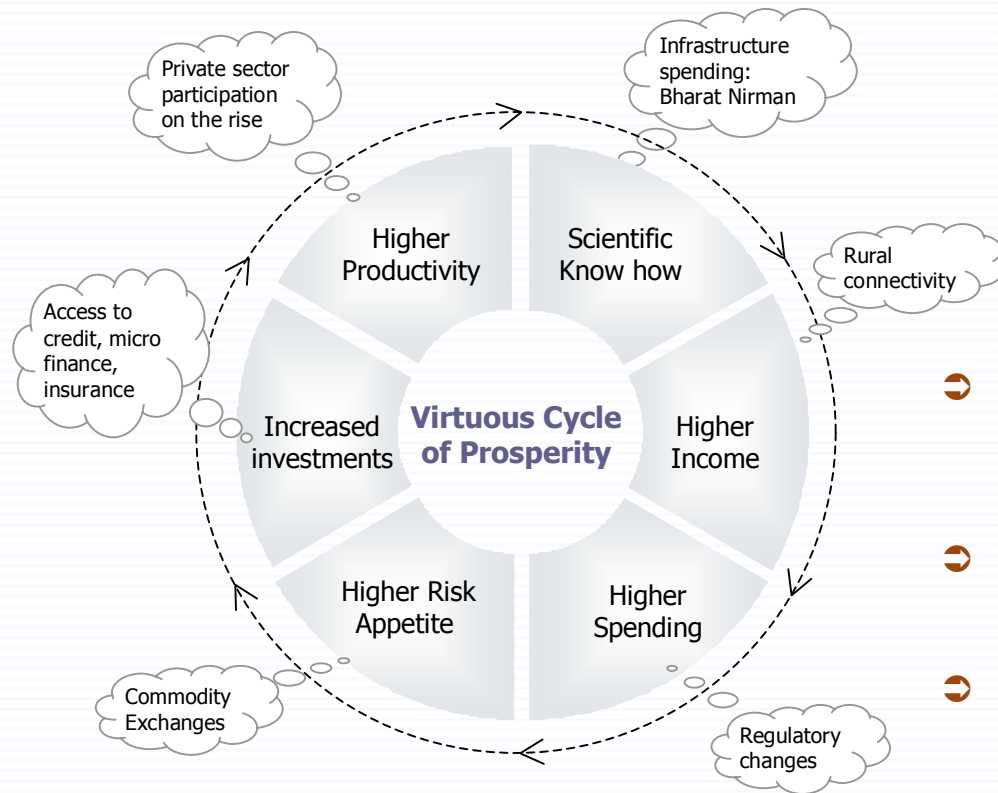 Private sector
participation
on the rise
Infrastructure
spending:
Bharat Nirman
Higher
Productivity
Scientific
Know how
Rural
connectivity
Access to
credit, micro
finance,
insurance
Increased
investments
Virtuous Cycle
of Prosperity
Higher
Income
Higher Risk
Appetite
Higher
Spending
Commodity
Exchanges
Regulatory
changes